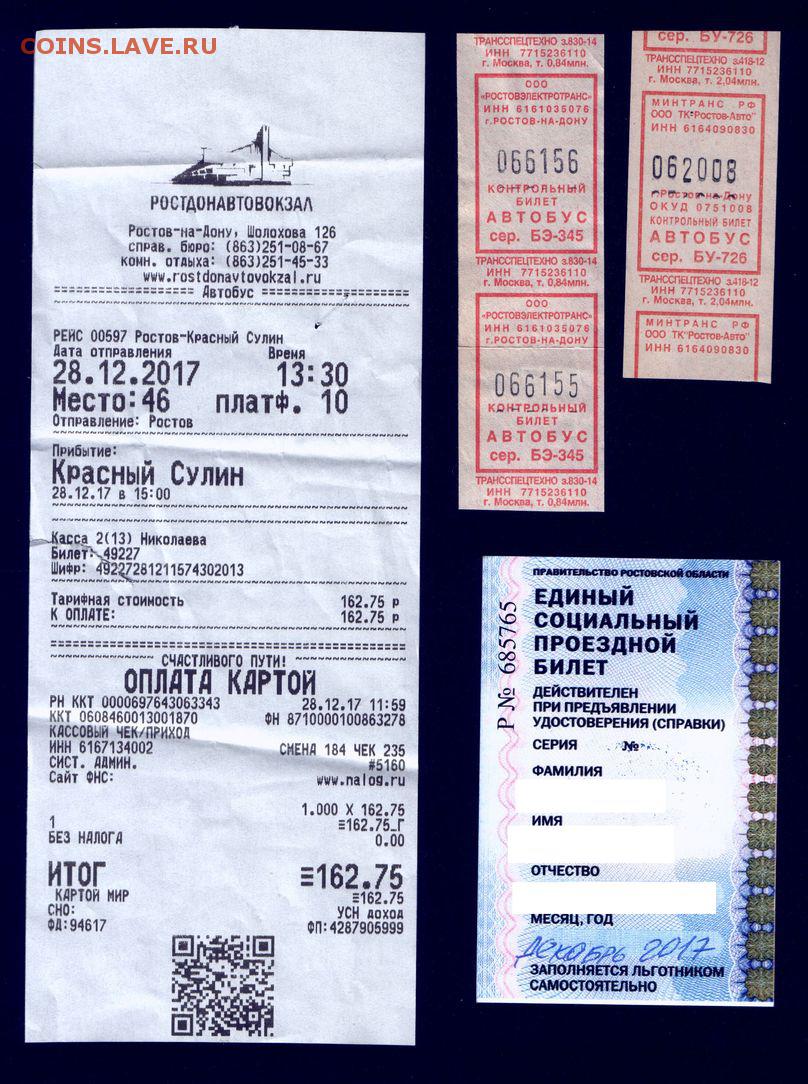 COINS.LAVE.RU
РОСТДОНАВТОВОКЗАЛ
Ростов-на-Дону, Шолохова 126
справ. бюро: (863)251-08-67
комн. отдыха: (863)251-45-33
www.rostdonavtovokzal.ru
Автобус
РЕЙС 00597 Ростов-Красный Сулин
Дата отправления Время
28.12.2017 13:30
Место:46 платф. 10
Отправление: Ростов
Прибытие:
Красный Сулин
28.12.17 в 15:00
Касса 2(13) Николаева
Билет: 49227
Шифр: 49227281211574302013
Тарифная стоимость 162.75 р
К ОПЛАТЕ: 162.75 р
СЧАСТЛИВОГО ПУТИ!
ОПЛАТА КАРТОЙ
РН ККТ 0000697643063343 28.12.17 11:59
ККТ 0608460013001870 ФН 8710000100863278
КАССОВЫЙ ЧЕК/ПРИХОД
ИНН 6167134002 СМЕНА 184 ЧЕК 235
СИСТ. АДМИН. #5160
Сайт ФНС: www.nalog.ru
1.000 X 162.75
1 ≡162.75_Г
БЕЗ НАЛОГА 0.00
ИТОГ ≡162.75
КАРТОЙ МИР ≡162.75
СНО: УСН доход
ФД:94617 ФП:4287905999
ТРАНССПЕЦТЕХНО з.830-14
ИНН 7715236110
г. Москва, т. 0,84млн.
ООО
«РОСТОВЭЛЕКТРОТРАНС»
ИНН 6161035076
г.РОСТОВ-НА-ДОНУ
066156
КОНТРОЛЬНЫЙ
БИЛЕТ
АВТОБУС
сер. БЭ-345
ТРАНССПЕЦТЕХНО з.830-14
ИНН 7715236110
г. Москва, т. 0,84млн.
ООО
«РОСТОВЭЛЕКТРОТРАНС»
ИНН 6161035076
г.РОСТОВ-НА-ДОНУ
066155
КОНТРОЛЬНЫЙ
БИЛЕТ
АВТОБУС
сер. БЭ-345
ТРАНССПЕЦТЕХНО з.830-14
ИНН 7715236110
г. Москва, т. 0,84млн.
сер. БУ-726
ТРАНССПЕЦТЕХНО з.418-12
ИНН 7715236110
г. Москва, т. 2,04млн.
МИНТРАНС РФ
ООО ТК"Ростов-Авто"
ИНН 6164090830
062008
г.Ростов-на-Дону
ОКУД 0751008
КОНТРОЛЬНЫЙ БИЛЕТ
АВТОБУС
сер. БУ-726
ТРАНССПЕЦТЕХНО з.418-12
ИНН 7715236110
г. Москва, т. 2,04млн.
МИНТРАНС РФ
ООО ТК"Ростов-Авто"
ИНН 6164090830
Р № 685765
ПРАВИТЕЛЬСТВО РОСТОВСКОЙ ОБЛАСТИ
ЕДИНЫЙ
СОЦИАЛЬНЫЙ
ПРОЕЗДНОЙ
БИЛЕТ
ДЕЙСТВИТЕЛЕН
ПРИ ПРЕДЪЯВЛЕНИИ
УДОСТОВЕРЕНИЯ (СПРАВКИ)
СЕРИЯ №
ФАМИЛИЯ
ИМЯ
ОТЧЕСТВО
МЕСЯЦ, ГОД
ДЕКАБРЬ 2017
ЗАПОЛНЯЕТСЯ ЛЬГОТНИКОМ
САМОСТОЯТЕЛЬНО